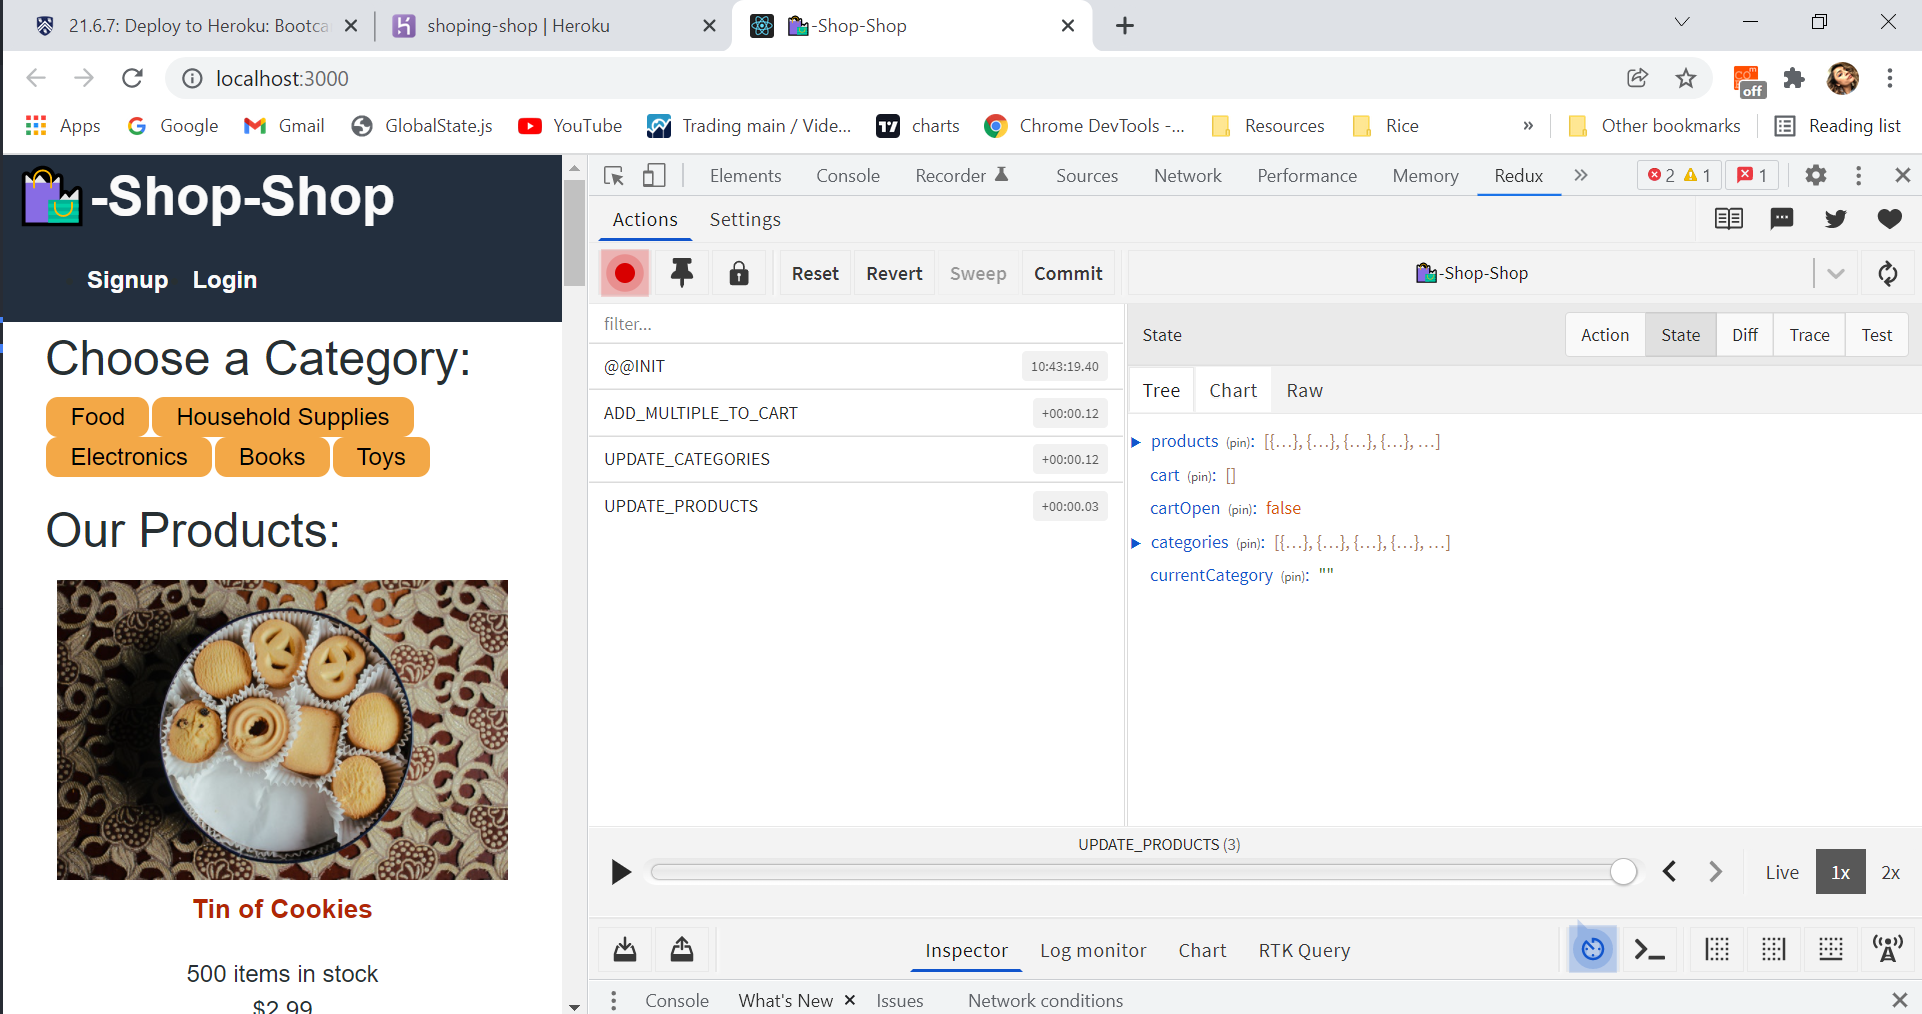 21.6.7: Deploy to Heroku: Bootca
shoping-shop | Heroku
-Shop-Shop
localhost:3000
off
Apps
Google
Gmail
GlobalState.js
YouTube
Trading main / Vide...
charts
Chrome DevTools -...
Resources
Rice
»
Other bookmarks
Reading list
-Shop-Shop
Signup Login
Choose a Category:
Food Household Supplies
Electronics Books Toys
Our Products:
Tin of Cookies
500 items in stock
$2.99
Elements Console Recorder Sources Network Performance Memory Redux » 2 1 1
Actions Settings
Reset Revert Sweep Commit
-Shop-Shop
filter...
@@INIT 10:43:19.40
ADD_MULTIPLE_TO_CART +00:00.12
UPDATE_CATEGORIES +00:00.12
UPDATE_PRODUCTS +00:00.03
State
Action State Diff Trace Test
Tree Chart Raw
products (pin): [{...}, {...}, {...}, {...}, ...]
cart (pin): []
cartOpen (pin): false
categories (pin): [{...}, {...}, {...}, {...}, ...]
currentCategory (pin): ""
UPDATE_PRODUCTS (3)
Live 1x 2x
Inspector Log monitor Chart RTK Query
Console What's New Issues Network conditions